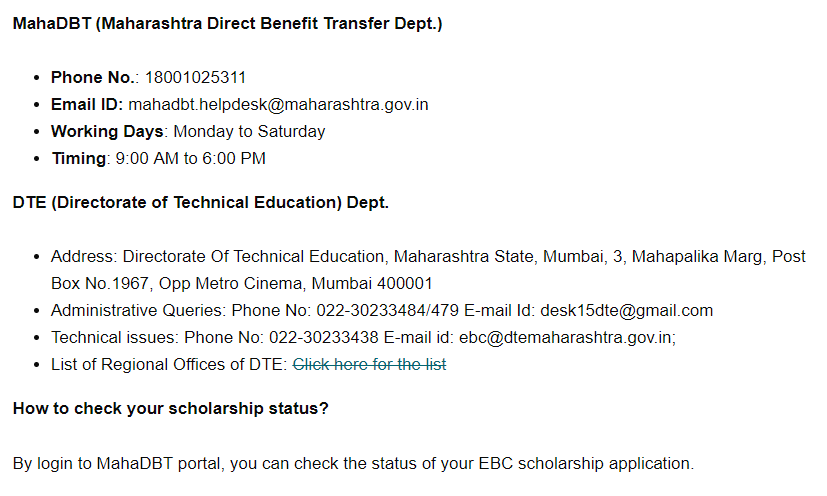 MahaDBT (Maharashtra Direct Benefit Transfer Dept.)
Phone No.: 18001025311
Email ID: mahadbt.helpdesk@maharashtra.gov.in
Working Days: Monday to Saturday
Timing: 9:00 AM to 6:00 PM
DTE (Directorate of Technical Education) Dept.
Address: Directorate Of Technical Education, Maharashtra State, Mumbai, 3, Mahapalika Marg, Post
Box No.1967, Opp Metro Cinema, Mumbai 400001
Administrative Queries: Phone No: 022-30233484/479 E-mail Id: desk15dte@gmail.com
Technical issues: Phone No: 022-30233438 E-mail id: ebc@dtemaharashtra.gov.in;
List of Regional Offices of DTE: Click here for the list
How to check your scholarship status?
By login to MahaDBT portal, you can check the status of your EBC scholarship application.